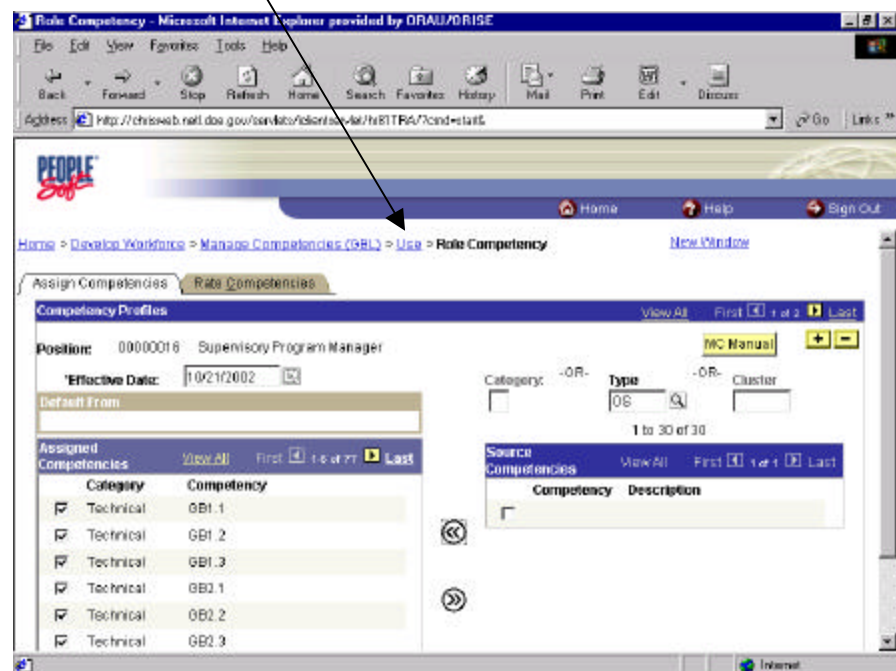 Role Competency - Microsoft Internet Explorer provided by ORAU/ORISE
File Edit View Favorites Tools Help
Back Forward Stop Refresh Home Search Favorites History Mail Print Edit Discuss
Address Go Links »
PEOPLE Soft
Home Help Sign Out
Home > Develop Workforce > Manage Competencies (GBL) > Use > Role Competency New Window
Assign Competencies Rate Competencies
Competency Profiles View All First 1 of 2 Last
Position: 00000016 Supervisory Program Manager MC Manual + -
*Effective Date: 10/21/2002 Category: -OR- Type -OR- Cluster
Default From
1 to 30 of 30
Assigned Competencies View All First 1-6 of 77 Last
Source Competencies View All First 1 of 1 Last
Category Competency
Competency Description
Technical GB1.1
Technical GB1.2
Technical GB1.3
Technical GB2.1
Technical GB2.2
Technical GB2.3
Internet